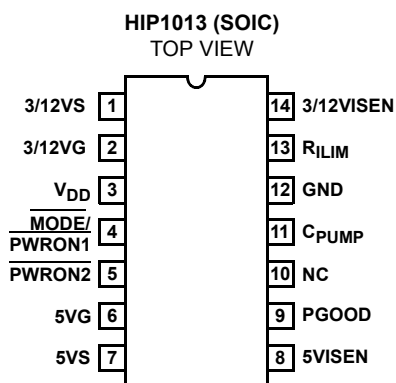 HIP1013 (SOIC)
TOP VIEW
3/12VS 1
3/12VG 2
VDD 3
MODE/
PWRON1 4
PWRON2 5
5VG 6
5VS 7
14 3/12VISEN
13 RILIM
12 GND
11 CPUMP
10 NC
9 PGOOD
8 5VISEN